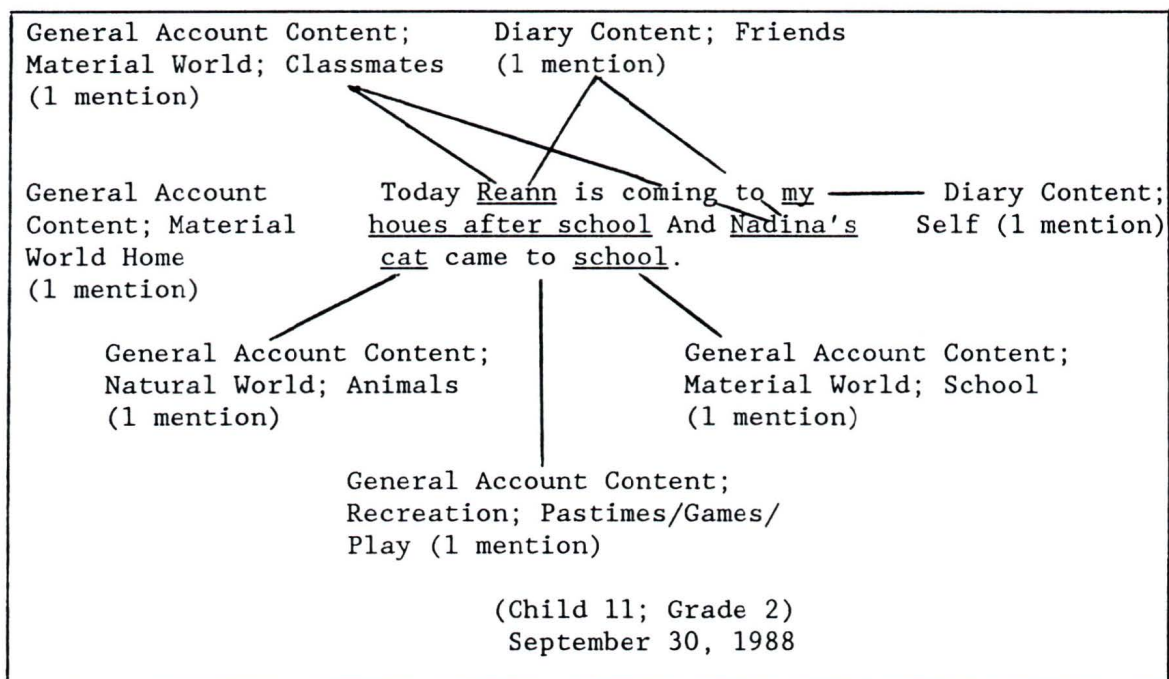 General Account Content;
Material World; Classmates
(1 mention)
Diary Content; Friends
(1 mention)
General Account
Content; Material
World Home
(1 mention)
Today Reann is coming to my
houes after school And Nadina's
cat came to school.
Diary Content;
Self (1 mention)
General Account Content;
Natural World; Animals
(1 mention)
General Account Content;
Material World; School
(1 mention)
General Account Content;
Recreation; Pastimes/Games/
Play (1 mention)
(Child 11; Grade 2)
September 30, 1988